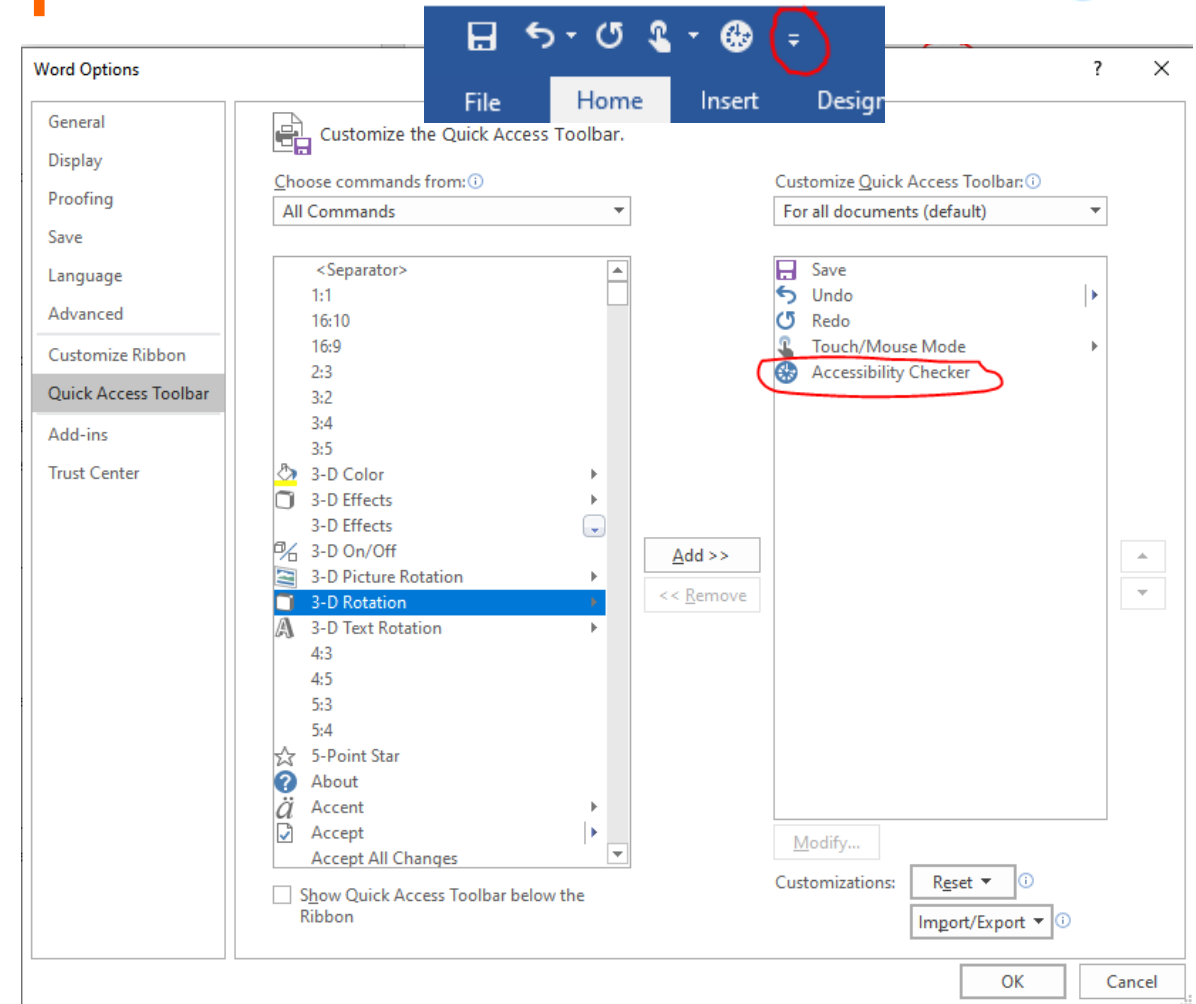 File Home Insert Desigr
Word Options
?
General
Display
Proofing
Save
Language
Advanced
Customize Ribbon
Quick Access Toolbar
Add-ins
Trust Center
Customize the Quick Access Toolbar.
Choose commands from:
All Commands
<Separator>
1:1
16:10
16:9
2:3
3:2
3:4
3:5
3-D Color
3-D Effects
3-D Effects
3-D On/Off
3-D Picture Rotation
3-D Rotation
3-D Text Rotation
4:3
4:5
5:3
5:4
5-Point Star
About
Accent
Accept
Accept All Changes
Show Quick Access Toolbar below the
Ribbon
Add >>
<< Remove
Customize Quick Access Toolbar:
For all documents (default)
Save
Undo
Redo
Touch/Mouse Mode
Accessibility Checker
Modify...
Customizations: Reset
Import/Export
OK Cancel